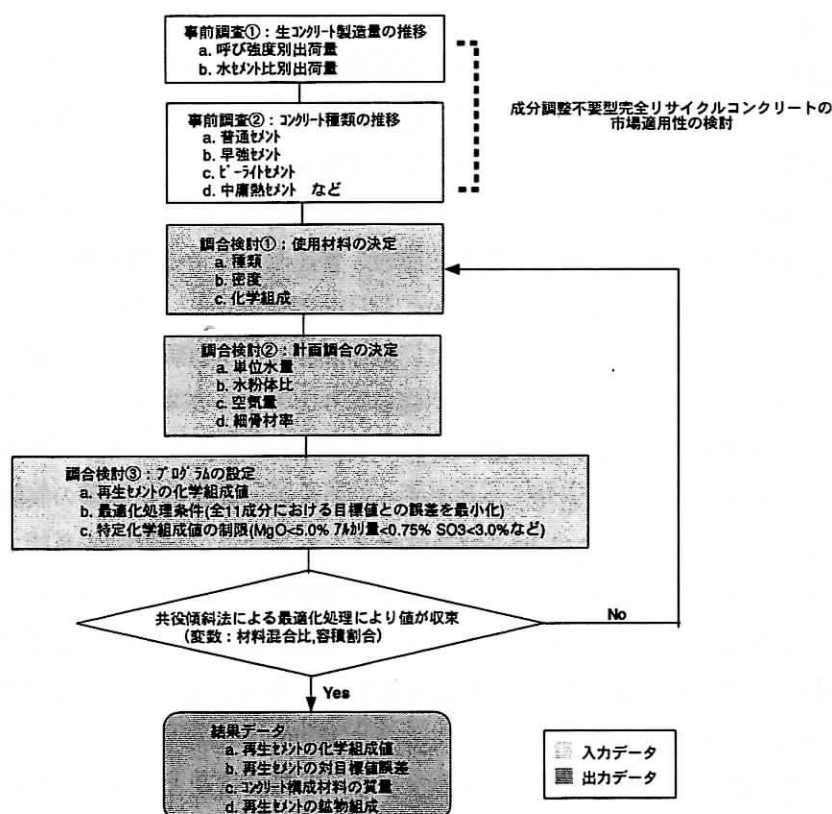 事前調査①：生コンクリート製造量の推移
a. 呼び強度別出荷量
b. 水セメント比別出荷量
事前調査②：コンクリート種類の推移
a. 普通セメント
b. 早強セメント
c. ビーライトセメント
d. 中庸熱セメント など
成分調整不要型完全リサイクルコンクリートの
市場適用性の検討
調合検討①：使用材料の決定
a. 種類
b. 密度
c. 化学組成
調合検討②：計画調合の決定
a. 単位水量
b. 水粉体比
c. 空気量
d. 細骨材率
調合検討③：プログラムの設定
a. 再生セメントの化学組成値
b. 最適化処理条件(全11成分における目標値との誤差を最小化)
c. 特定化学組成値の制限(MgO<5.0% アルカリ量<0.75% SO3<3.0%など)
共役傾斜法による最適化処理により値が収束
(変数：材料混合比,容積割合)
No
Yes
結果データ
a. 再生セメントの化学組成値
b. 再生セメントの対目標値誤差
c. コンクリート構成材料の質量
d. 再生セメントの鉱物組成
入力データ
出力データ